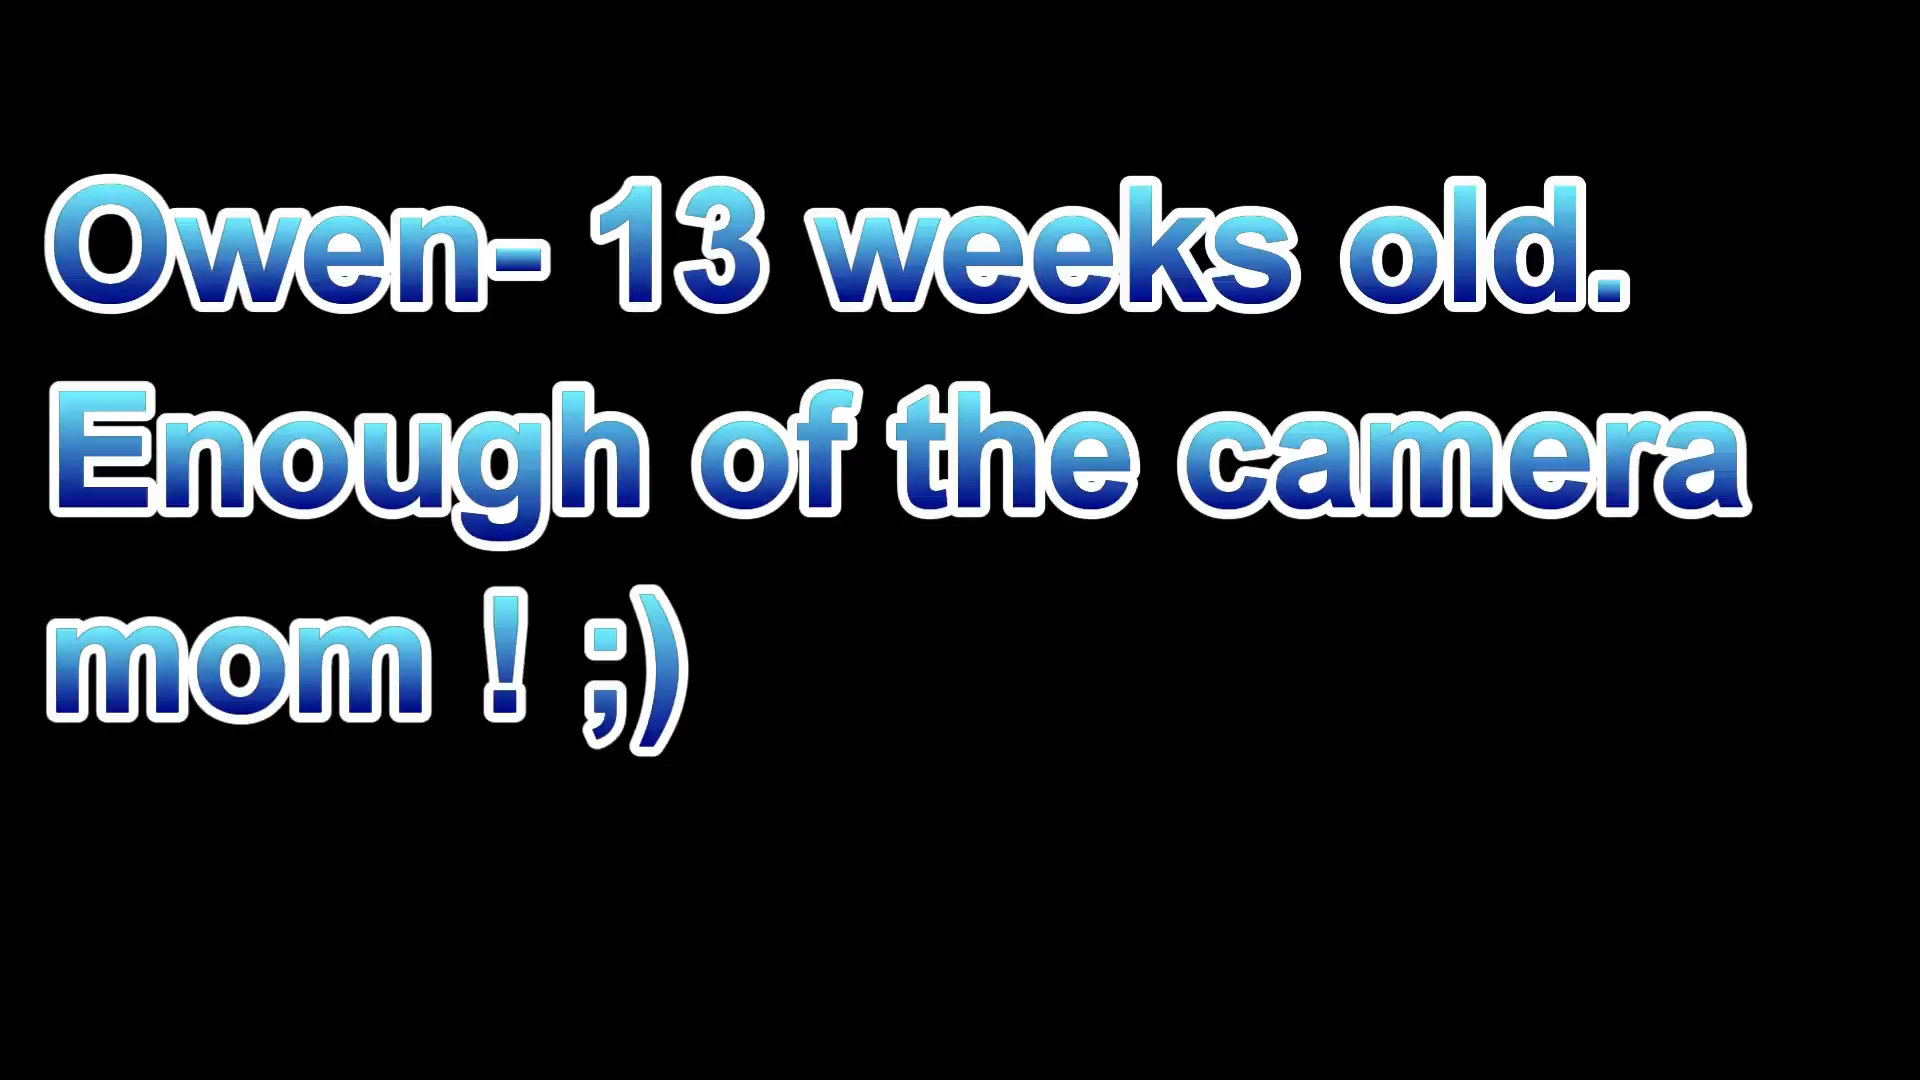 Owen- 13 weeks old.
Enough of the camera
mom ! ;)